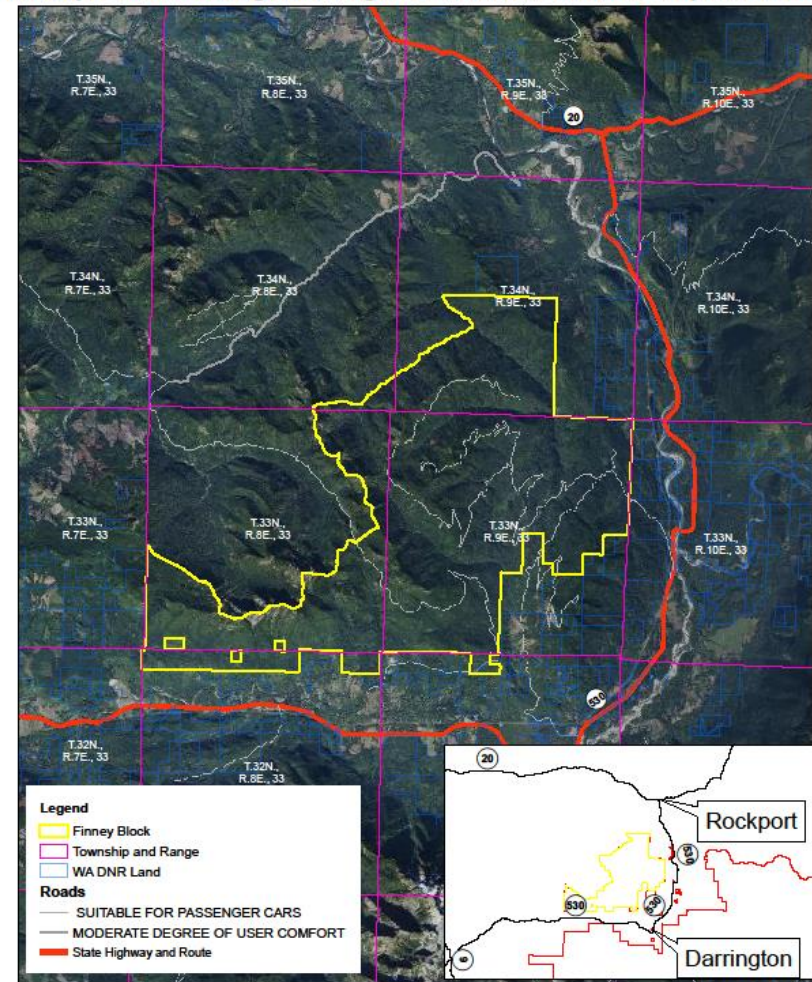 T.35N.,
R.7E., 33
T.35N.,
R.8E., 33
T.35N.,
R.9E., 33
20
T.35N.,
R.10E., 33
T.34N.,
R.7E., 33
T.34N.,
R.8E., 33
T.34N.,
R.9E., 33
T.34N.,
R.10E., 33
T.33N.,
R.7E., 33
T.33N.,
R.8E., 33
T.33N.,
R.9E., 33
T.33N.,
R.10E., 33
530
T.32N.,
R.7E., 33
T.32N.,
R.8E., 33
Legend
Finney Block
Township and Range
WA DNR Land
Roads
SUITABLE FOR PASSENGER CARS
MODERATE DEGREE OF USER COMFORT
State Highway and Route
20
Rockport
530
530
530
9
Darrington